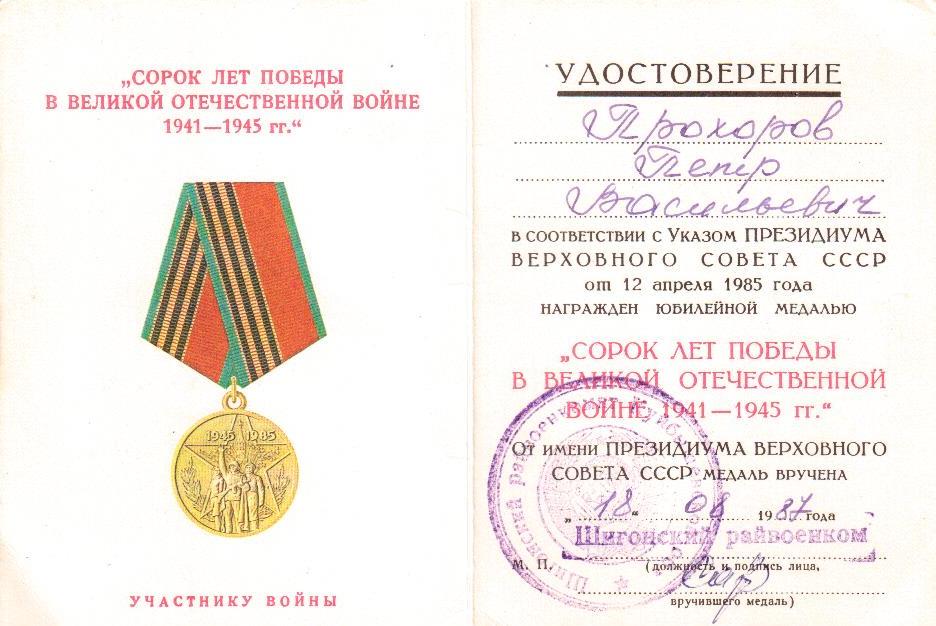 „СОРОК ЛЕТ ПОБЕДЫ
В ВЕЛИКОЙ ОТЕЧЕСТВЕННОЙ ВОЙНЕ
1941—1945 гг.“
1945 1985
УЧАСТНИКУ ВОЙНЫ
УДОСТОВЕРЕНИЕ
Прохоров
Петр
Васильевич
В СООТВЕТСТВИИ С УКАЗОМ ПРЕЗИДИУМА
ВЕРХОВНОГО СОВЕТА СССР
от 12 апреля 1985 года
НАГРАЖДЕН ЮБИЛЕЙНОЙ МЕДАЛЬЮ
„СОРОК ЛЕТ ПОБЕДЫ
В ВЕЛИКОЙ ОТЕЧЕСТВЕННОЙ
ВОЙНЕ 1941—1945 гг.“
ОТ ИМЕНИ ПРЕЗИДИУМА ВЕРХОВНОГО
СОВЕТА СССР МЕДАЛЬ ВРУЧЕНА
„18“ 08 1987 года
Шигонский райвоенком
М. П. (должность и подпись лица,
вручившего медаль)